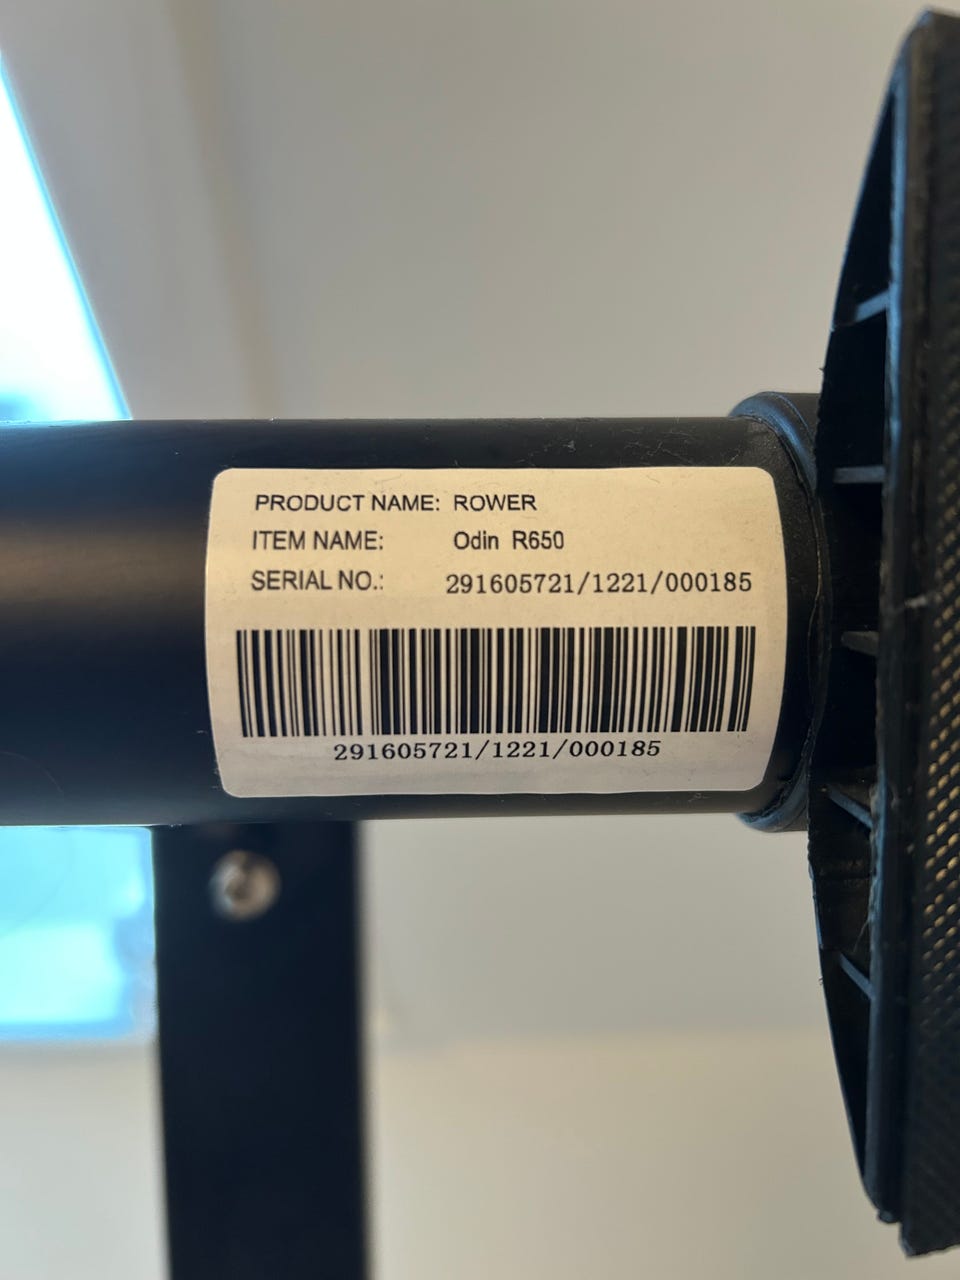 PRODUCT NAME: ROWER
ITEM NAME: Odin R650
SERIAL NO.: 291605721/1221/000185
291605721/1221/000185